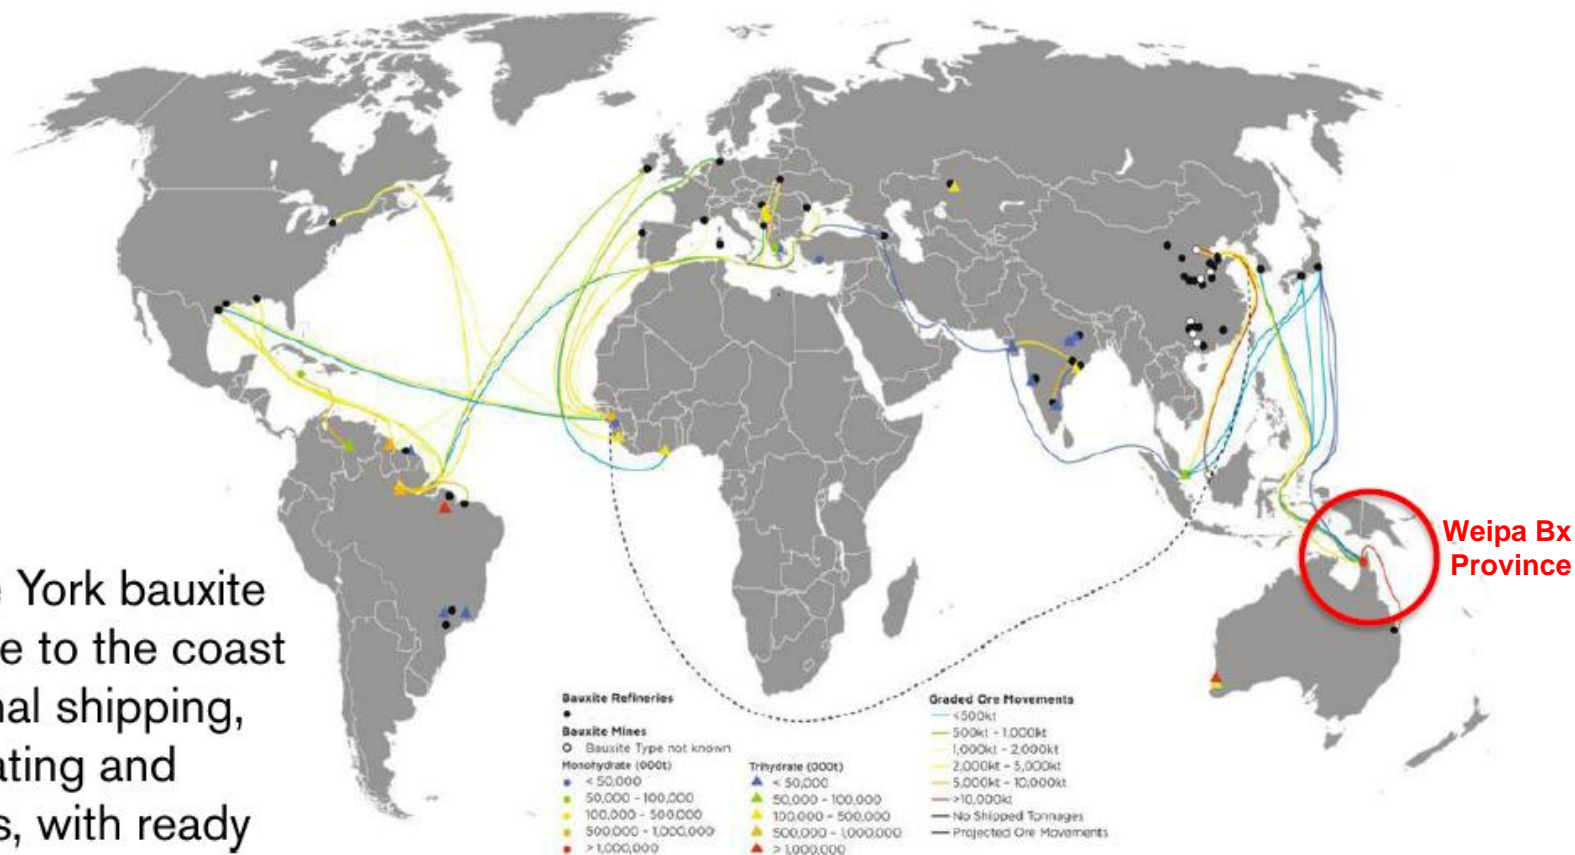 Weipa Bx
Province
York bauxite
e to the coast
nal shipping,
ating and
s, with ready
Bauxite Refineries
Bauxite Mines
Bauxite Type not known
Monohydrate (000t)
< 50,000
50,000 - 100,000
100,000 - 500,000
500,000 - 1,000,000
> 1,000,000
Trihydrate (000t)
< 50,000
50,000 - 100,000
100,000 - 500,000
500,000 - 1,000,000
> 1,000,000
Graded Ore Movements
<500kt
500kt - 1,000kt
1,000kt - 2,000kt
2,000kt - 5,000kt
5,000kt - 10,000kt
>10,000kt
No Shipped Tonnages
Projected Ore Movements